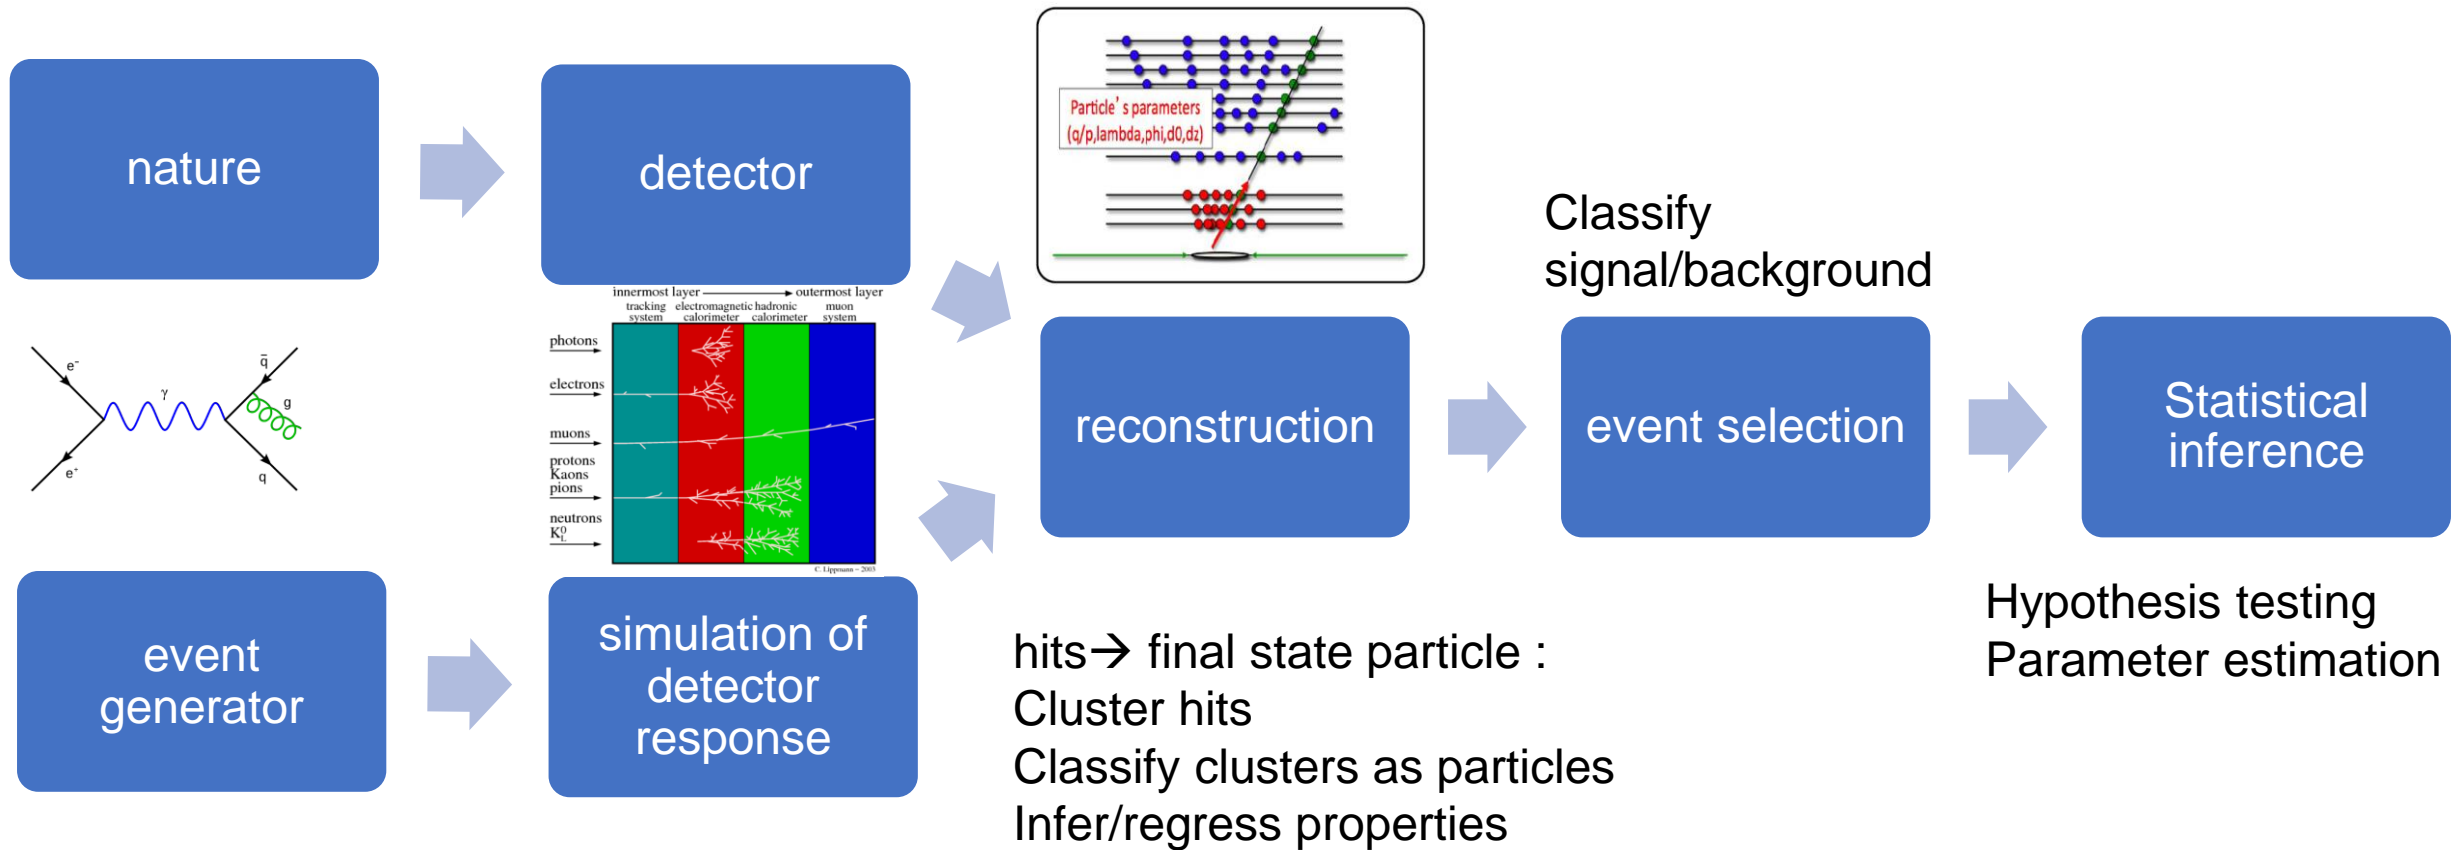 nature
detector
Particle's parameters
(q/p,lambda,phi,d0,dz)
Classify
signal/background
innermost layer
outermost layer
tracking
system
electromagnetic
calorimeter
hadronic
calorimeter
muon
system
photons
electrons
muons
protons
Kaons
pions
neutrons
K⁰L
C. Lippmann - 2003
e⁻
e⁺
γ
q̄
g
q
reconstruction
event selection
Statistical
inference
event
generator
simulation of
detector
response
hits→ final state particle :
Cluster hits
Classify clusters as particles
Infer/regress properties
Hypothesis testing
Parameter estimation